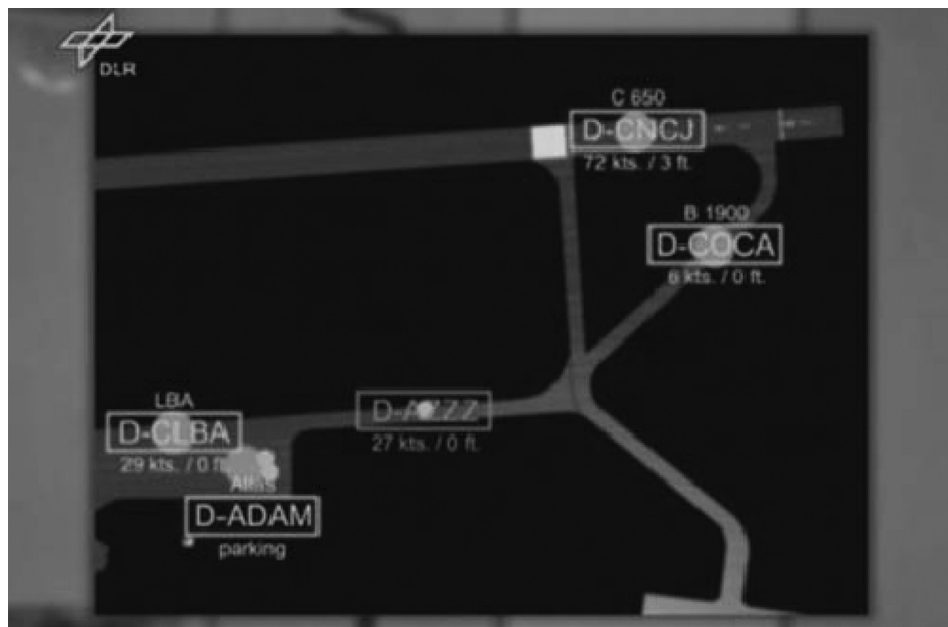 DLR
C 650
D-CNCJ
72 kts. / 3 ft.
B 1900
D-COCA
6 kts. / 0 ft.
LBA
D-CLBA
29 kts. / 0 ft
D-AZZZ
27 kts. / 0 ft.
D-ADAM
parking